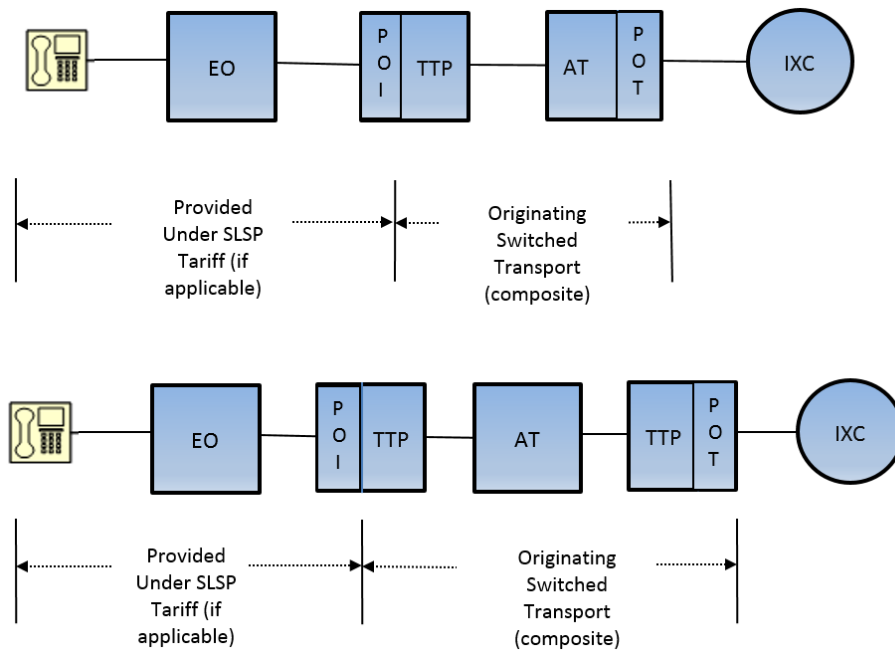 EO
P
O
I
TTP
AT
P
O
T
IXC
Provided
Under SLSP
Tariff (if
applicable)
Originating
Switched
Transport
(composite)
EO
P
O
I
TTP
AT
TTP
P
O
T
IXC
Provided
Under SLSP
Tariff (if
applicable)
Originating
Switched
Transport
(composite)